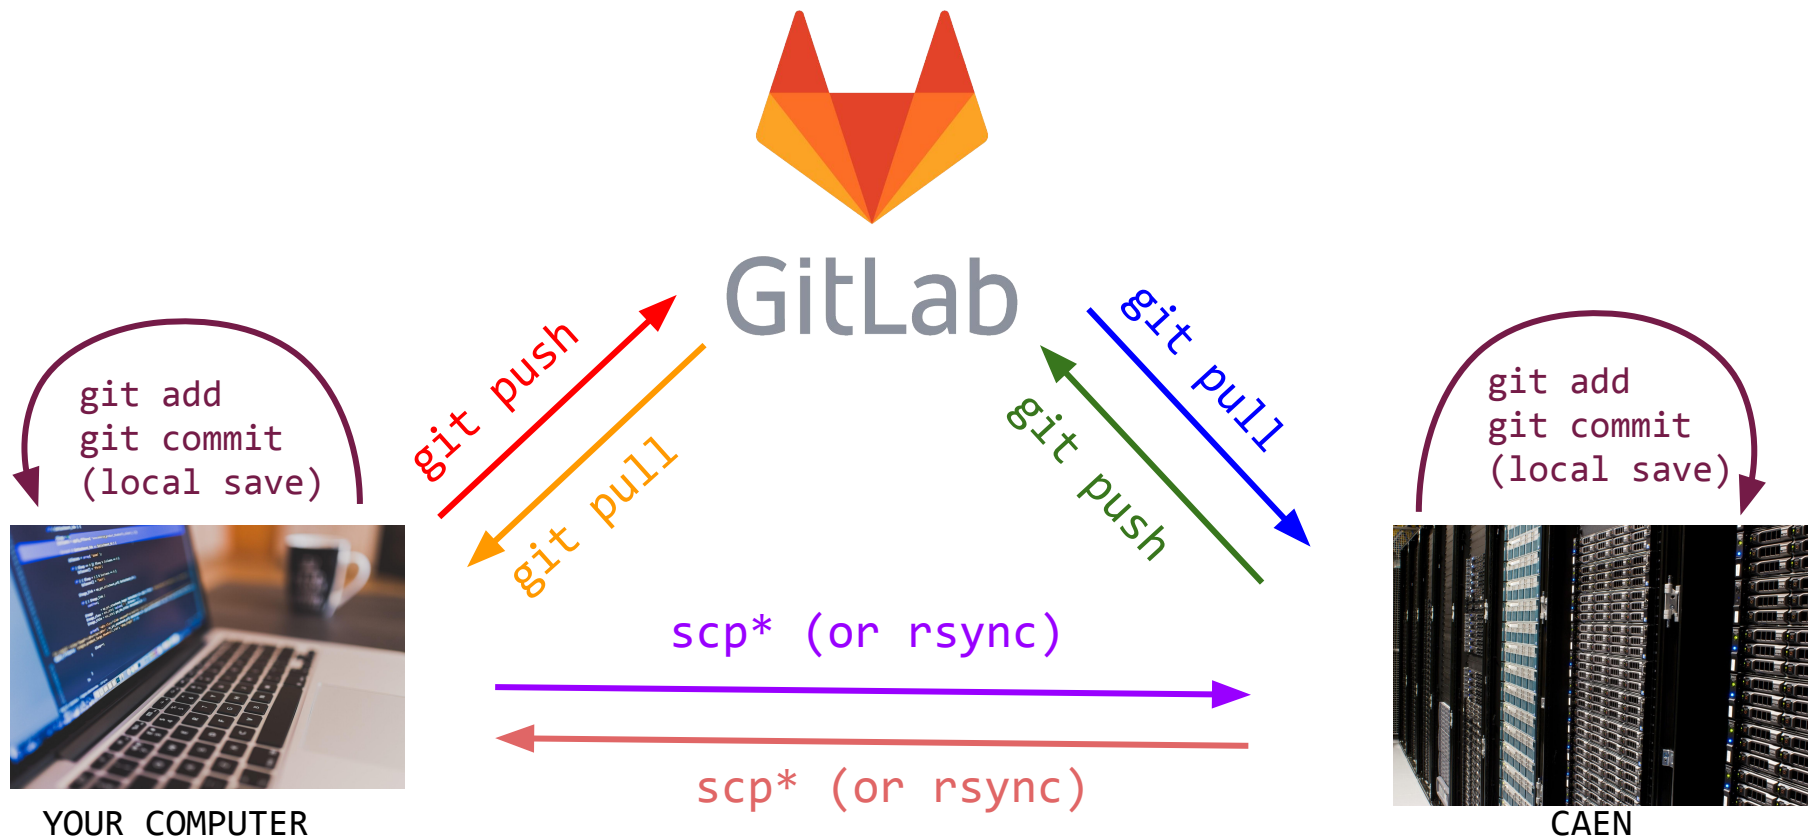 GitLab
git push
git pull
git pull
git push
git add
git commit
(local save)
git add
git commit
(local save)
scp* (or rsync)
scp* (or rsync)
YOUR COMPUTER
CAEN